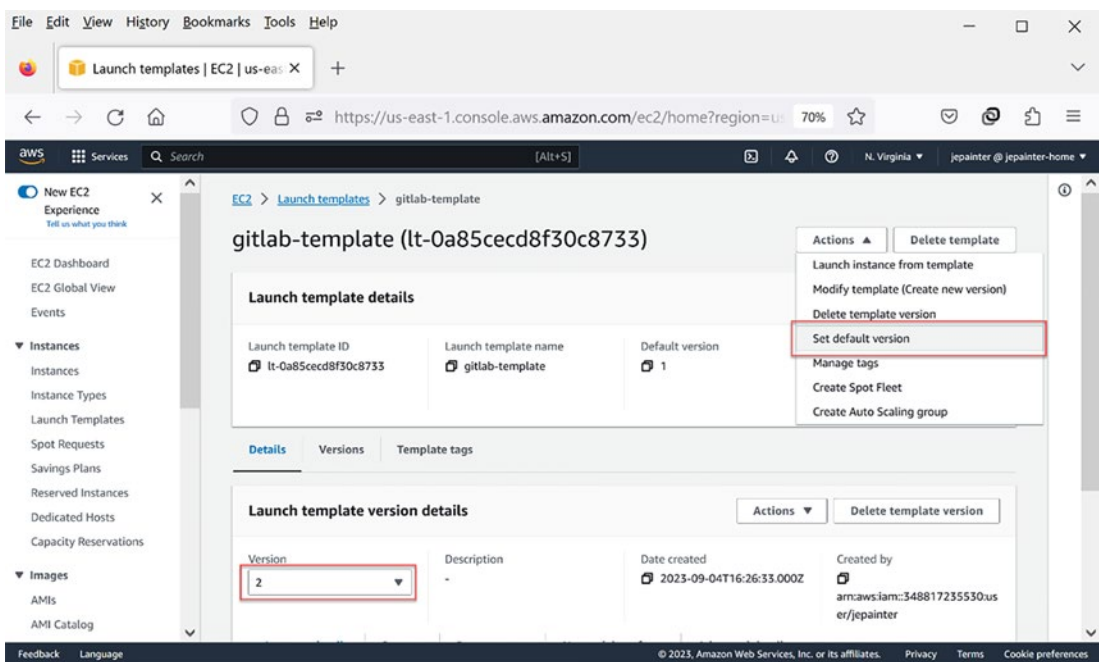 File Edit View History Bookmarks Tools Help
Launch templates | EC2 | us-eas
https://us-east-1.console.aws.amazon.com/ec2/home?region=us 70%
aws Services Search [Alt+S] N. Virginia jepainter @ jepainter-home
New EC2
Experience
Tell us what you think
EC2 Dashboard
EC2 Global View
Events
Instances
Instances
Instance Types
Launch Templates
Spot Requests
Savings Plans
Reserved Instances
Dedicated Hosts
Capacity Reservations
Images
AMIs
AMI Catalog
EC2 > Launch templates > gitlab-template
gitlab-template (lt-0a85cecd8f30c8733)
Actions Delete template
Launch instance from template
Modify template (Create new version)
Delete template version
Set default version
Manage tags
Create Spot Fleet
Create Auto Scaling group
Launch template details
Launch template ID
lt-0a85cecd8f30c8733
Launch template name
gitlab-template
Default version
1
Details Versions Template tags
Launch template version details
Actions Delete template version
Version
2
Description
-
Date created
2023-09-04T16:26:33.000Z
Created by
arn:aws:iam::348817235530:us
er/jepainter
Feedback Language © 2023, Amazon Web Services, Inc. or its affiliates. Privacy Terms Cookie preferences